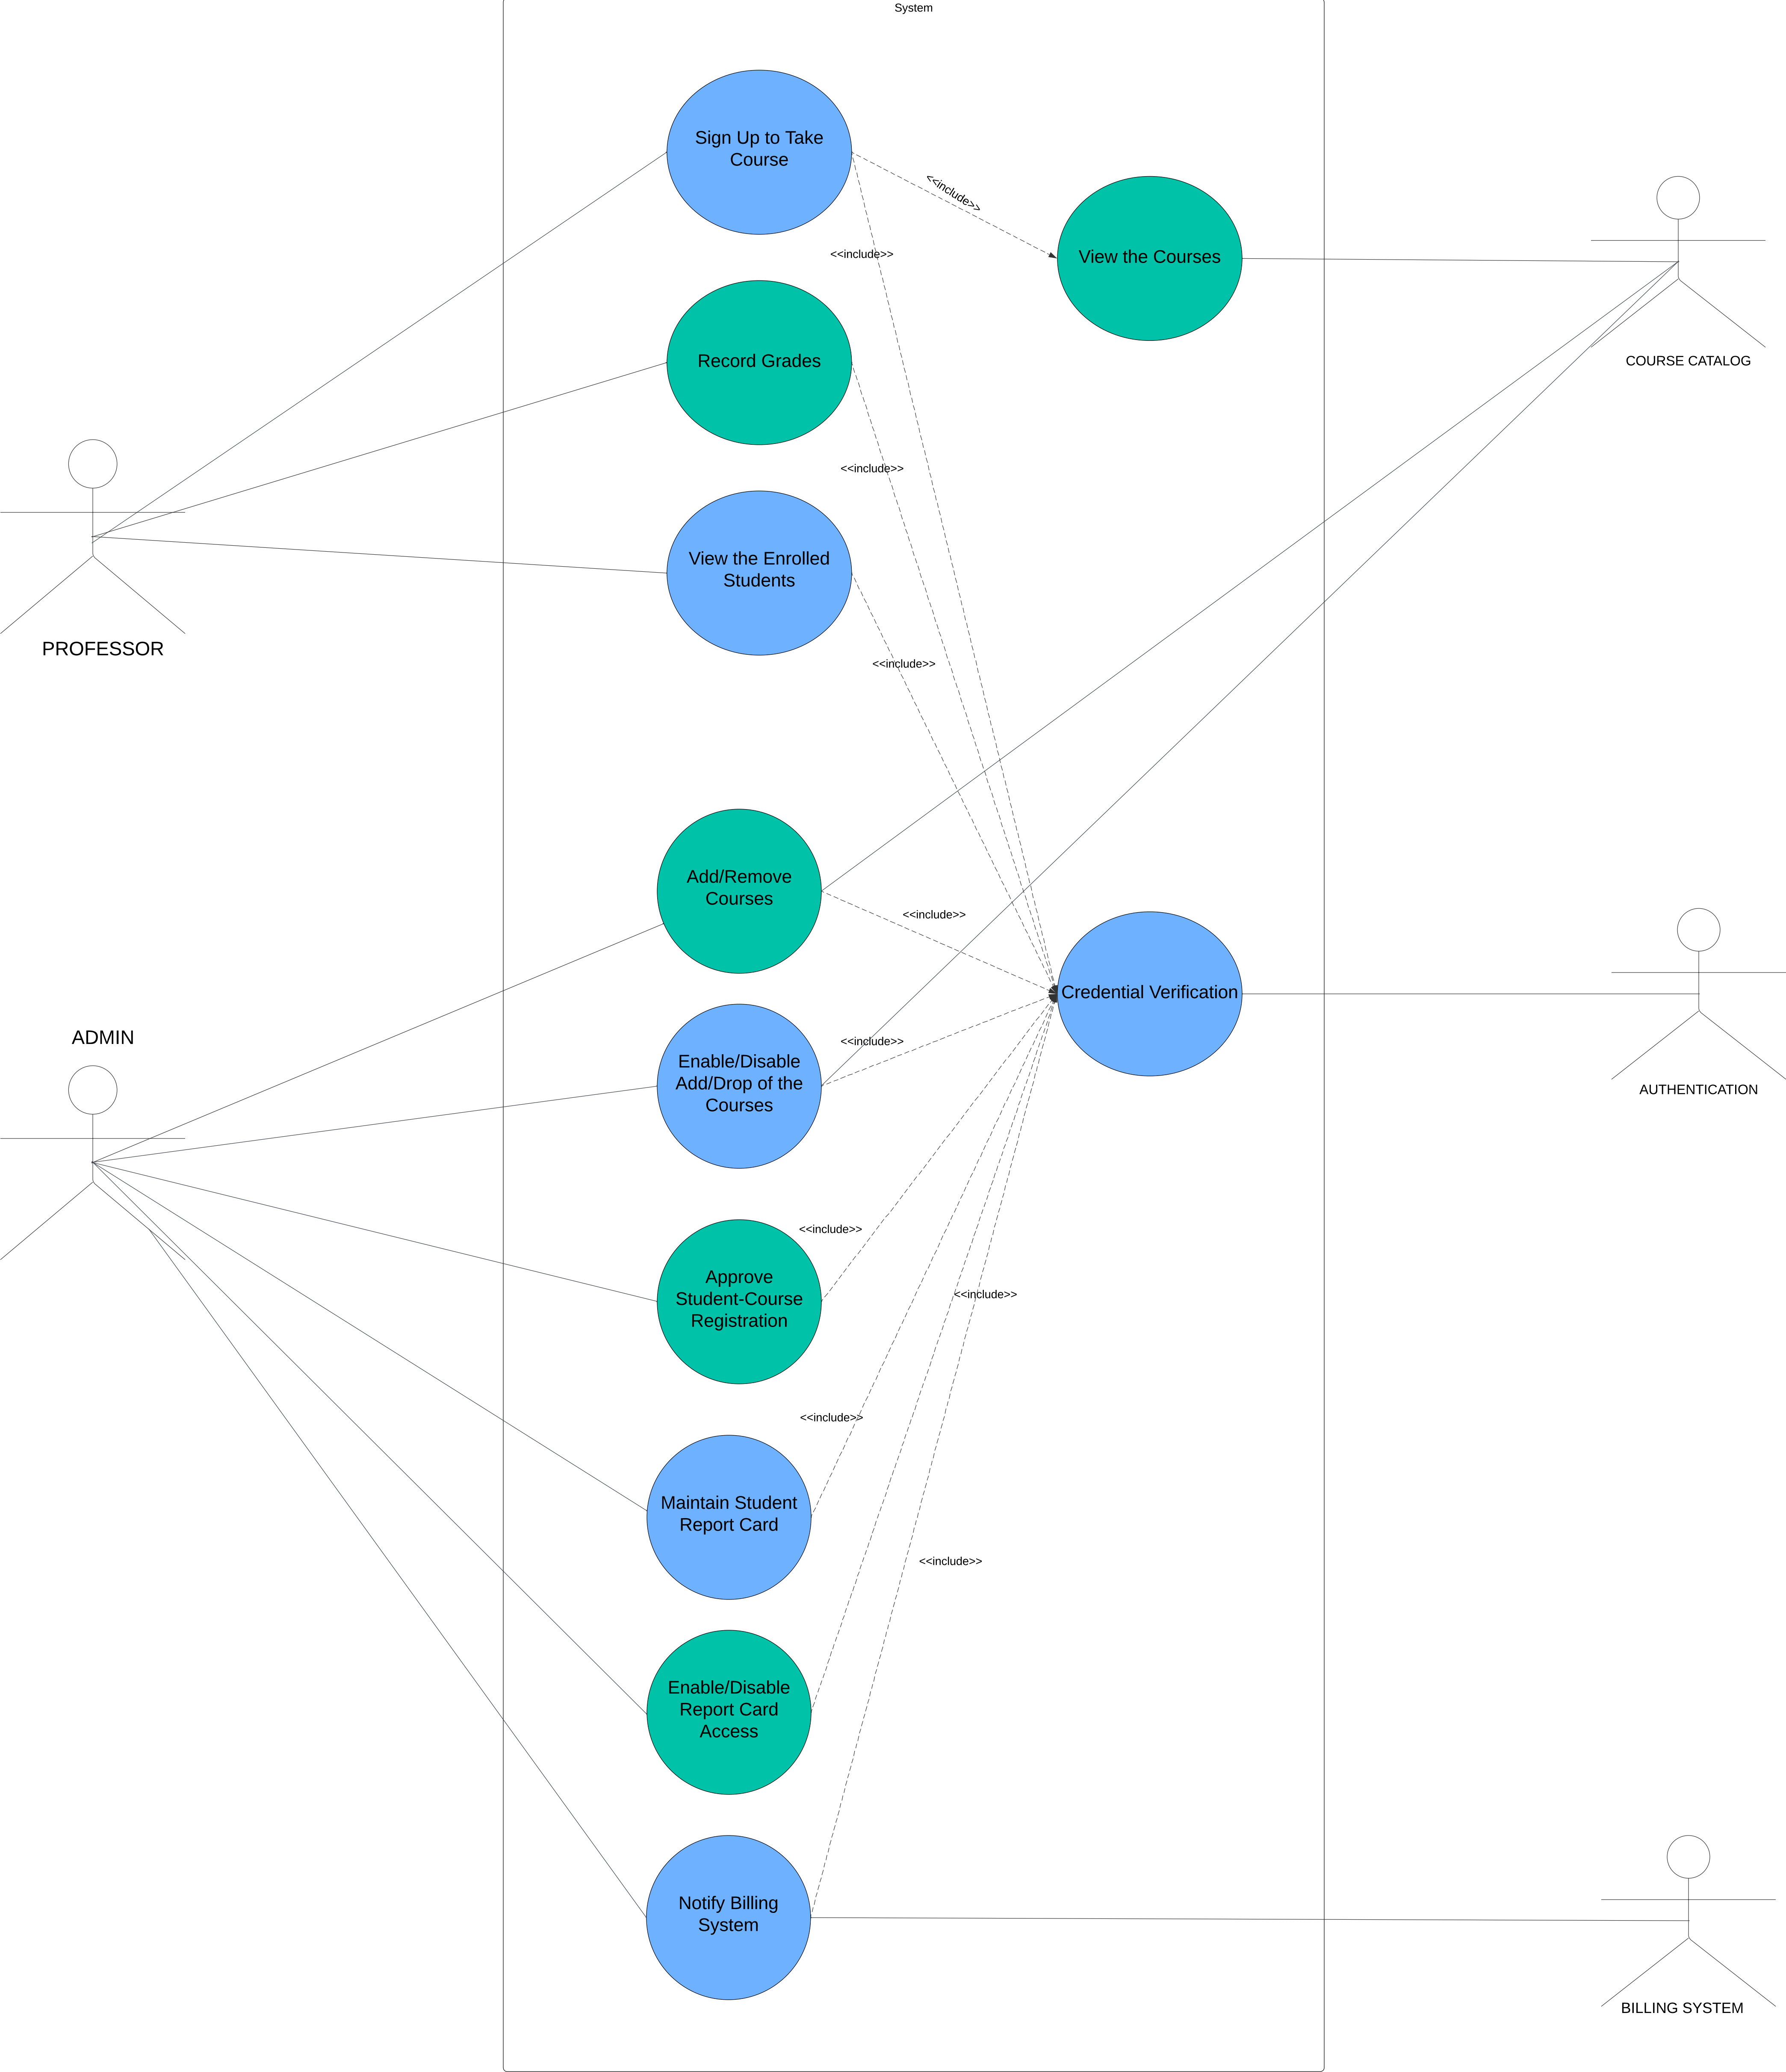 System
Sign Up to Take
Course
<<include>>
<<include>>
View the Courses
Record Grades
COURSE CATALOG
<<include>>
View the Enrolled
Students
PROFESSOR
<<include>>
Add/Remove
Courses
<<include>>
Credential Verification
ADMIN
<<include>>
Enable/Disable
Add/Drop of the
Courses
AUTHENTICATION
<<include>>
Approve
Student-Course
Registration
<<include>>
<<include>>
Maintain Student
Report Card
<<include>>
Enable/Disable
Report Card
Access
Notify Billing
System
BILLING SYSTEM